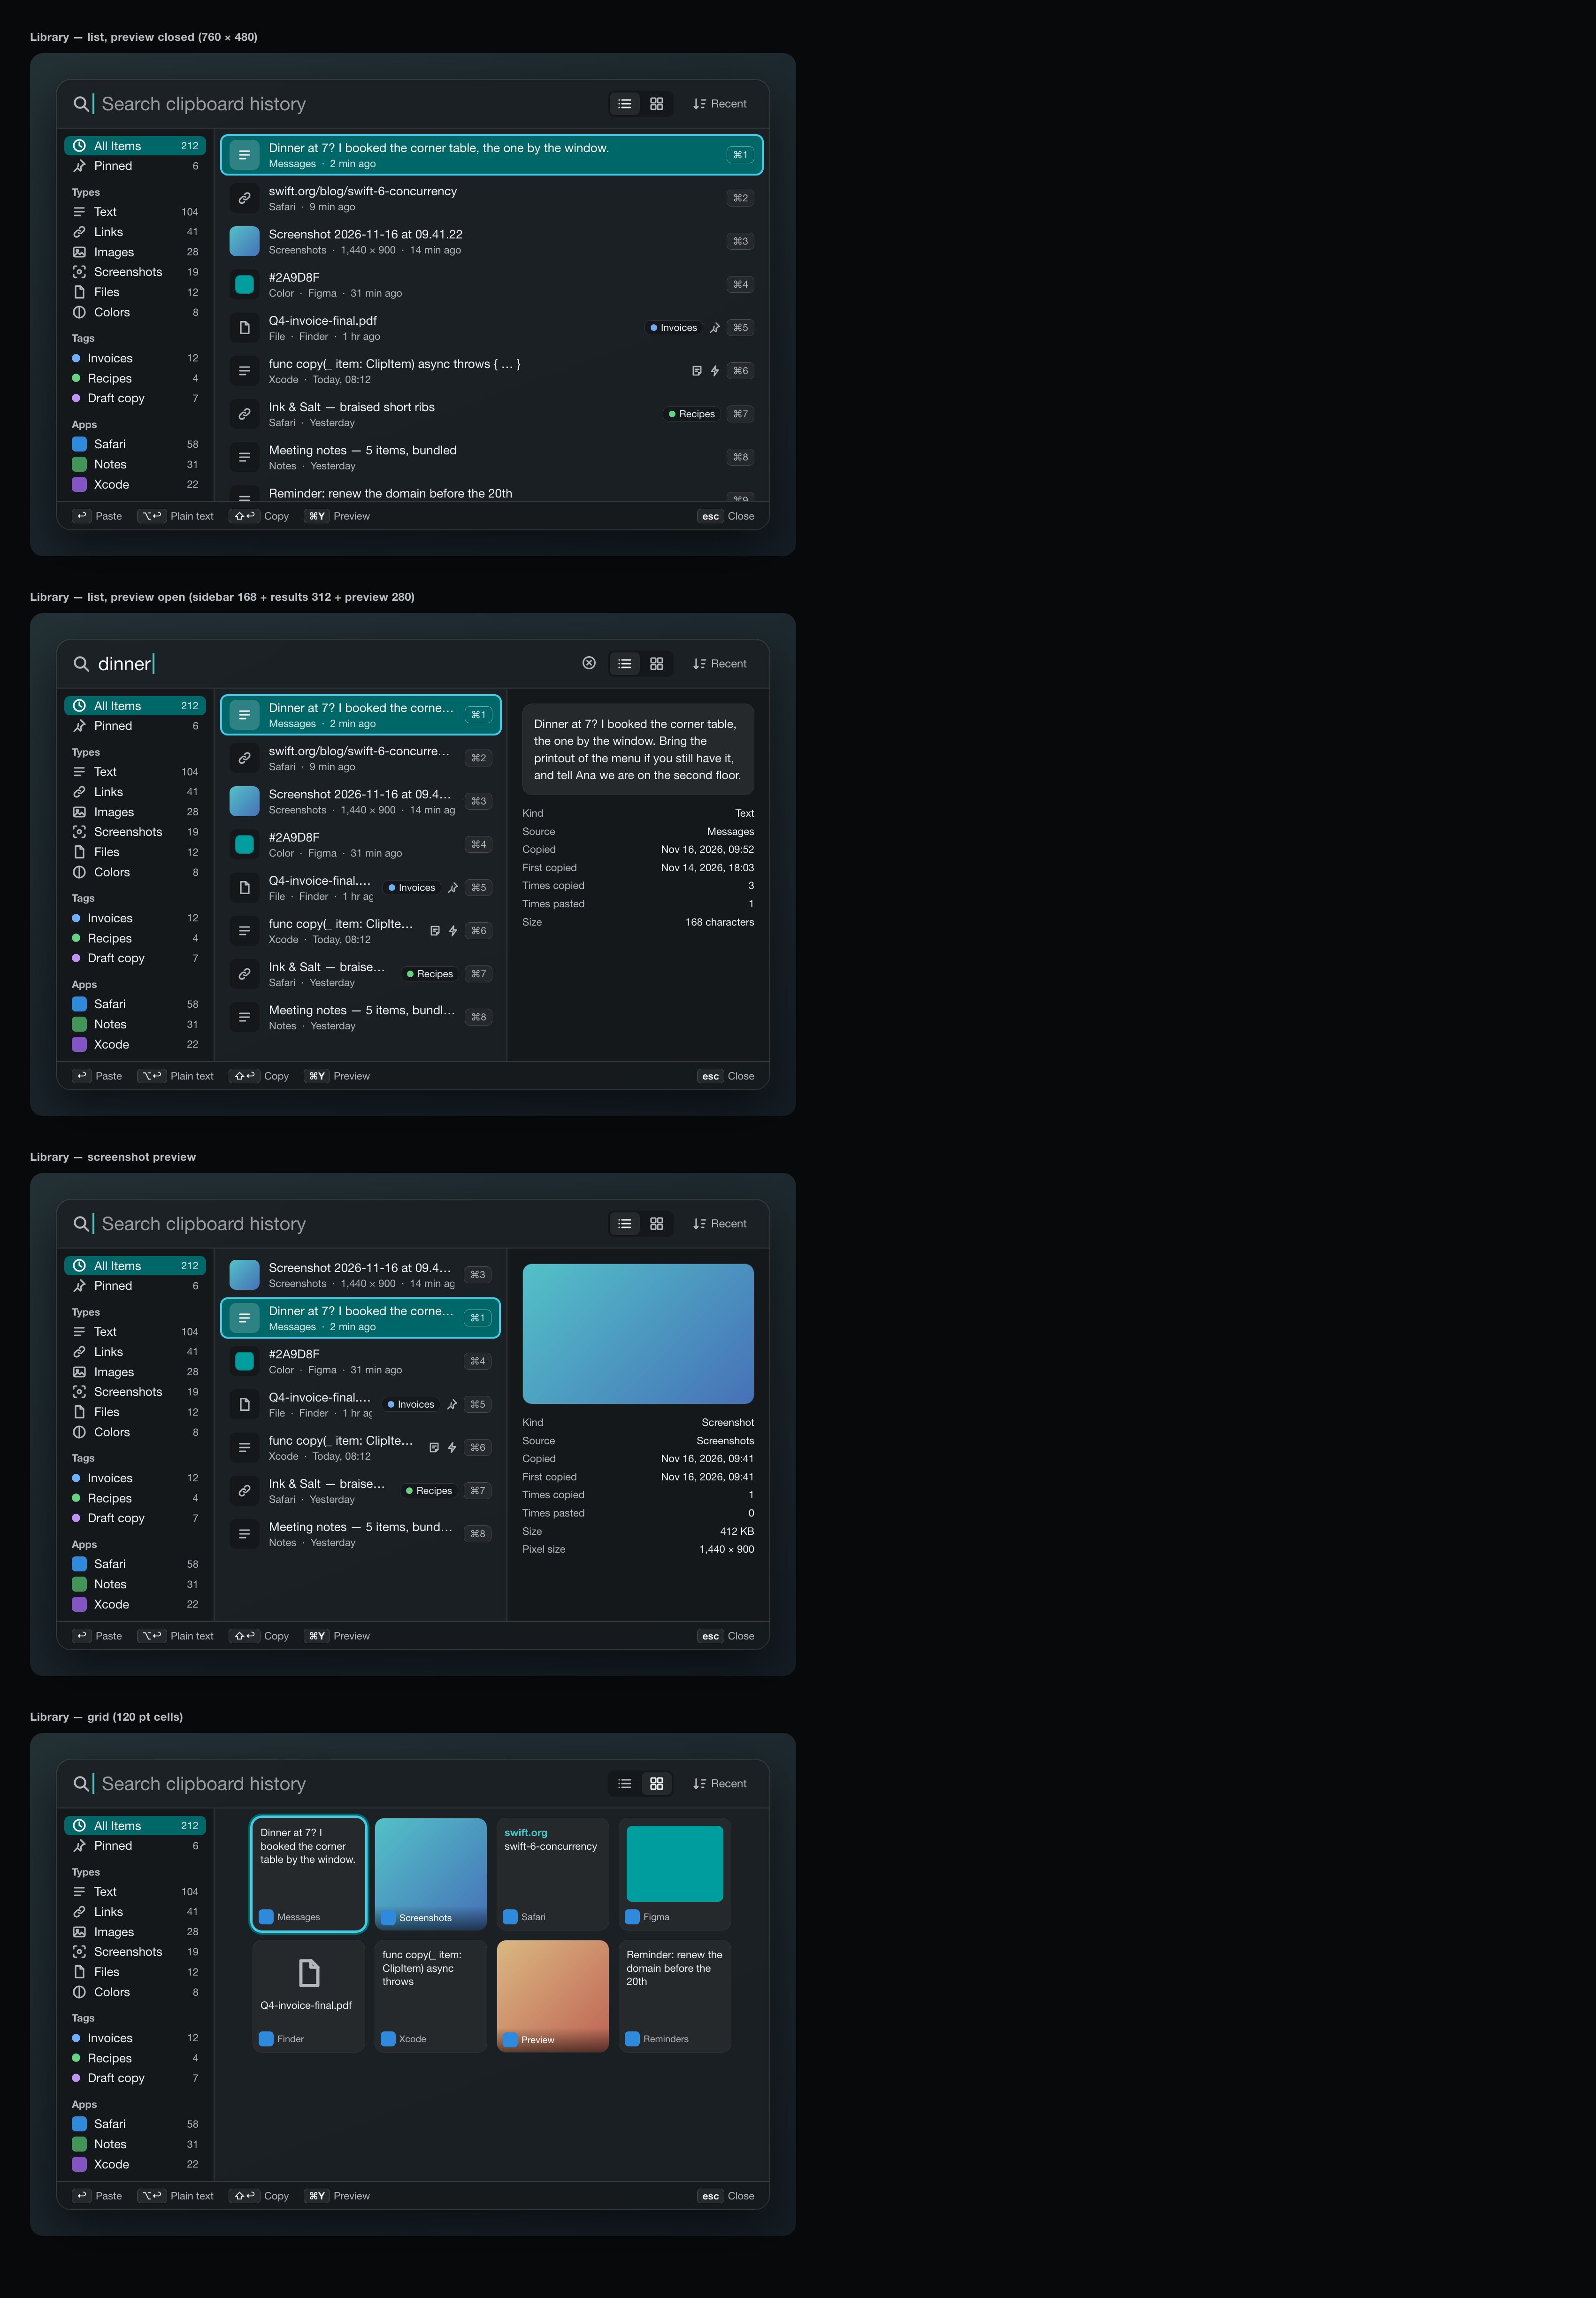 Library — list, preview closed (760 × 480)
Search clipboard history
Recent
All Items 212
Pinned 6
Types
Text 104
Links 41
Images 28
Screenshots 19
Files 12
Colors 8
Tags
Invoices 12
Recipes 4
Draft copy 7
Apps
Safari 58
Notes 31
Xcode 22
Dinner at 7? I booked the corner table, the one by the window.
Messages · 2 min ago
⌘1
swift.org/blog/swift-6-concurrency
Safari · 9 min ago
⌘2
Screenshot 2026-11-16 at 09.41.22
Screenshots · 1,440 × 900 · 14 min ago
⌘3
#2A9D8F
Color · Figma · 31 min ago
⌘4
Q4-invoice-final.pdf
File · Finder · 1 hr ago
Invoices ⌘5
func copy(_ item: ClipItem) async throws { … }
Xcode · Today, 08:12
⌘6
Ink & Salt — braised short ribs
Safari · Yesterday
Recipes ⌘7
Meeting notes — 5 items, bundled
Notes · Yesterday
⌘8
Reminder: renew the domain before the 20th
⌘9
↩ Paste ⌥↩ Plain text ⇧↩ Copy ⌘Y Preview esc Close
Library — list, preview open (sidebar 168 + results 312 + preview 280)
dinner
Recent
All Items 212
Pinned 6
Types
Text 104
Links 41
Images 28
Screenshots 19
Files 12
Colors 8
Tags
Invoices 12
Recipes 4
Draft copy 7
Apps
Safari 58
Notes 31
Xcode 22
Dinner at 7? I booked the corne…
Messages · 2 min ago
⌘1
swift.org/blog/swift-6-concurre…
Safari · 9 min ago
⌘2
Screenshot 2026-11-16 at 09.4…
Screenshots · 1,440 × 900 · 14 min ag
⌘3
#2A9D8F
Color · Figma · 31 min ago
⌘4
Q4-invoice-final.…
File · Finder · 1 hr ag
Invoices ⌘5
func copy(_ item: ClipIte…
Xcode · Today, 08:12
⌘6
Ink & Salt — braise…
Safari · Yesterday
Recipes ⌘7
Meeting notes — 5 items, bundl…
Notes · Yesterday
⌘8
Dinner at 7? I booked the corner table,
the one by the window. Bring the
printout of the menu if you still have it,
and tell Ana we are on the second floor.
Kind Text
Source Messages
Copied Nov 16, 2026, 09:52
First copied Nov 14, 2026, 18:03
Times copied 3
Times pasted 1
Size 168 characters
↩ Paste ⌥↩ Plain text ⇧↩ Copy ⌘Y Preview esc Close
Library — screenshot preview
Search clipboard history
Recent
All Items 212
Pinned 6
Types
Text 104
Links 41
Images 28
Screenshots 19
Files 12
Colors 8
Tags
Invoices 12
Recipes 4
Draft copy 7
Apps
Safari 58
Notes 31
Xcode 22
Screenshot 2026-11-16 at 09.4…
Screenshots · 1,440 × 900 · 14 min ag
⌘3
Dinner at 7? I booked the corne…
Messages · 2 min ago
⌘1
#2A9D8F
Color · Figma · 31 min ago
⌘4
Q4-invoice-final.…
File · Finder · 1 hr ag
Invoices ⌘5
func copy(_ item: ClipIte…
Xcode · Today, 08:12
⌘6
Ink & Salt — braise…
Safari · Yesterday
Recipes ⌘7
Meeting notes — 5 items, bund…
Notes · Yesterday
⌘8
Kind Screenshot
Source Screenshots
Copied Nov 16, 2026, 09:41
First copied Nov 16, 2026, 09:41
Times copied 1
Times pasted 0
Size 412 KB
Pixel size 1,440 × 900
↩ Paste ⌥↩ Plain text ⇧↩ Copy ⌘Y Preview esc Close
Library — grid (120 pt cells)
Search clipboard history
Recent
All Items 212
Pinned 6
Types
Text 104
Links 41
Images 28
Screenshots 19
Files 12
Colors 8
Tags
Invoices 12
Recipes 4
Draft copy 7
Apps
Safari 58
Notes 31
Xcode 22
Dinner at 7? I
booked the corner
table by the window.
Messages
Screenshots
swift.org
swift-6-concurrency
Safari
Figma
Q4-invoice-final.pdf
Finder
func copy(_ item:
ClipItem) async
throws
Xcode
Preview
Reminder: renew the
domain before the
20th
Reminders
↩ Paste ⌥↩ Plain text ⇧↩ Copy ⌘Y Preview esc Close